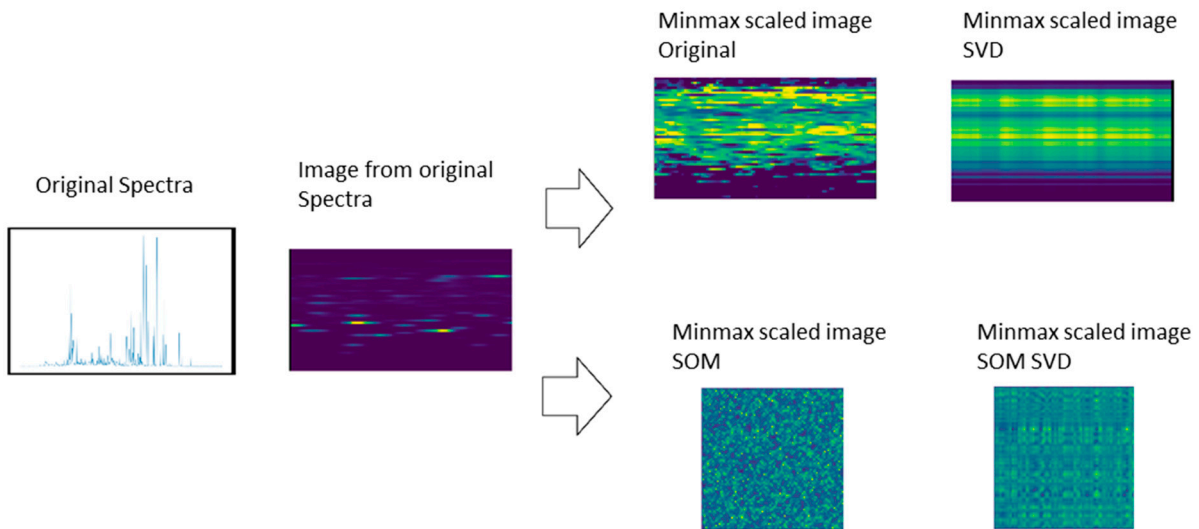 Minmax scaled image
Original
Minmax scaled image
SVD
Original Spectra
Image from original
Spectra
Minmax scaled image
SOM
Minmax scaled image
SOM SVD